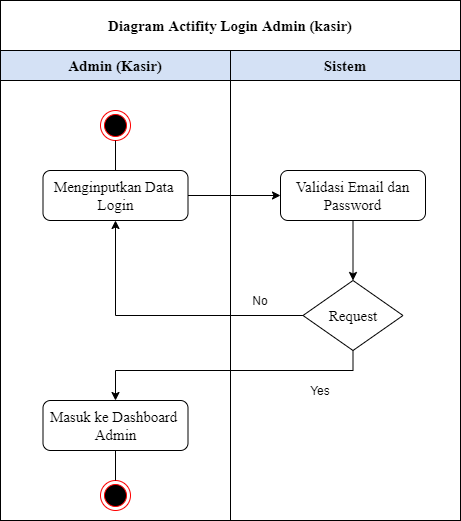 Diagram Actifity Login Admin (kasir)
Admin (Kasir)
Sistem
Menginputkan Data
Login
Validasi Email dan
Password
No
Request
Yes
Masuk ke Dashboard
Admin